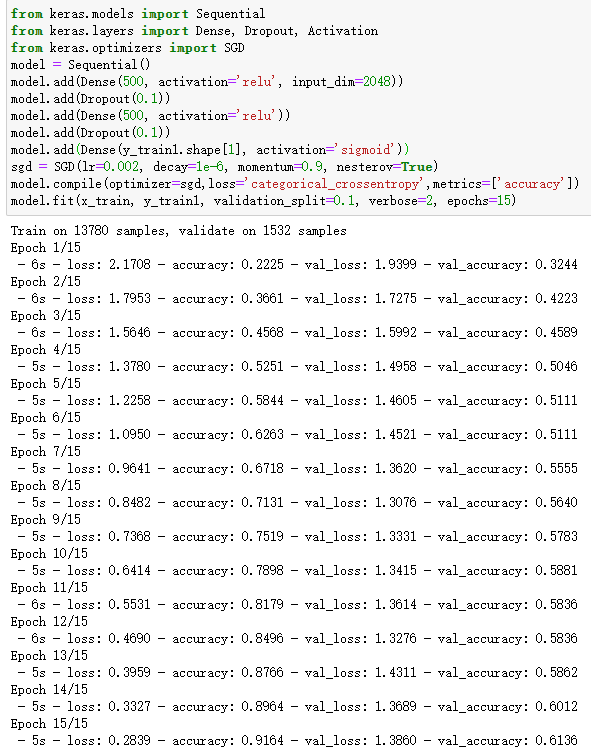 from keras.models import Sequential
from keras.layers import Dense, Dropout, Activation
from keras.optimizers import SGD
model = Sequential()
model.add(Dense(500, activation='relu', input_dim=2048))
model.add(Dropout(0.1))
model.add(Dense(500, activation='relu'))
model.add(Dropout(0.1))
model.add(Dense(y_train1.shape[1], activation='sigmoid'))
sgd = SGD(lr=0.002, decay=1e-6, momentum=0.9, nesterov=True)
model.compile(optimizer=sgd,loss='categorical_crossentropy',metrics=['accuracy'])
model.fit(x_train, y_train1, validation_split=0.1, verbose=2, epochs=15)
Train on 13780 samples, validate on 1532 samples
Epoch 1/15
- 6s - loss: 2.1708 - accuracy: 0.2225 - val_loss: 1.9399 - val_accuracy: 0.3244
Epoch 2/15
- 6s - loss: 1.7953 - accuracy: 0.3661 - val_loss: 1.7275 - val_accuracy: 0.4223
Epoch 3/15
- 6s - loss: 1.5646 - accuracy: 0.4568 - val_loss: 1.5992 - val_accuracy: 0.4589
Epoch 4/15
- 5s - loss: 1.3780 - accuracy: 0.5251 - val_loss: 1.4958 - val_accuracy: 0.5046
Epoch 5/15
- 5s - loss: 1.2258 - accuracy: 0.5844 - val_loss: 1.4605 - val_accuracy: 0.5111
Epoch 6/15
- 5s - loss: 1.0950 - accuracy: 0.6263 - val_loss: 1.4521 - val_accuracy: 0.5111
Epoch 7/15
- 5s - loss: 0.9641 - accuracy: 0.6718 - val_loss: 1.3620 - val_accuracy: 0.5555
Epoch 8/15
- 5s - loss: 0.8482 - accuracy: 0.7131 - val_loss: 1.3076 - val_accuracy: 0.5640
Epoch 9/15
- 5s - loss: 0.7368 - accuracy: 0.7519 - val_loss: 1.3331 - val_accuracy: 0.5783
Epoch 10/15
- 5s - loss: 0.6414 - accuracy: 0.7898 - val_loss: 1.3415 - val_accuracy: 0.5881
Epoch 11/15
- 6s - loss: 0.5531 - accuracy: 0.8179 - val_loss: 1.3614 - val_accuracy: 0.5836
Epoch 12/15
- 6s - loss: 0.4690 - accuracy: 0.8496 - val_loss: 1.3276 - val_accuracy: 0.5836
Epoch 13/15
- 5s - loss: 0.3959 - accuracy: 0.8766 - val_loss: 1.4311 - val_accuracy: 0.5862
Epoch 14/15
- 5s - loss: 0.3327 - accuracy: 0.8964 - val_loss: 1.3689 - val_accuracy: 0.6012
Epoch 15/15
- 5s - loss: 0.2839 - accuracy: 0.9164 - val_loss: 1.3860 - val_accuracy: 0.6136